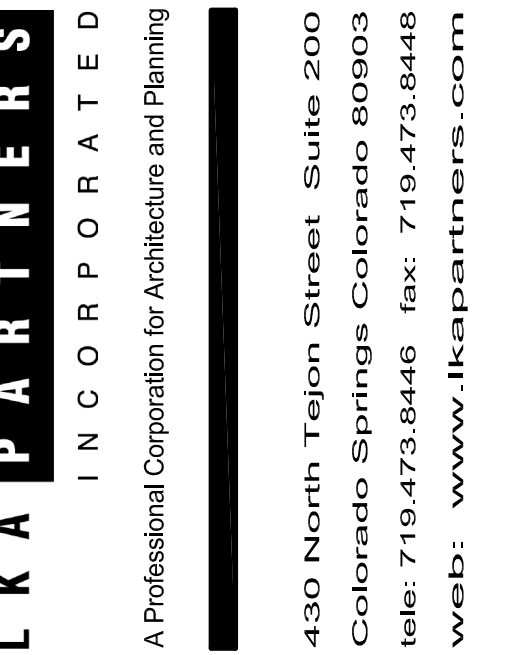 LKA PARTNERS
INCORPORATED
A Professional Corporation for Architecture and Planning
430 North Tejon Street Suite 200
Colorado Springs Colorado 80903
tele: 719.473.8446 fax: 719.473.8448
web: www.lkapartners.com